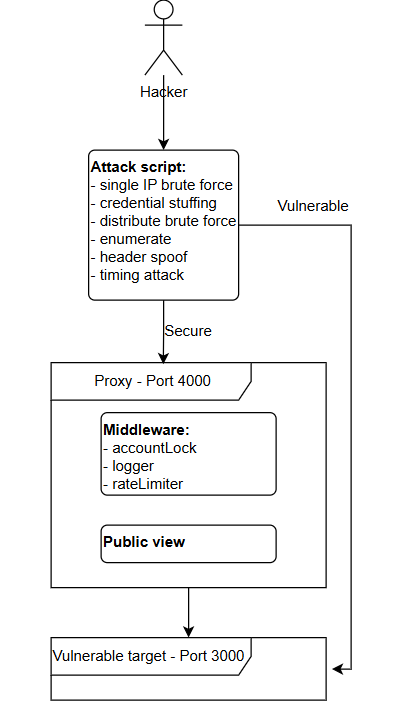 Hacker
Attack script:
- single IP brute force
- credential stuffing
- distribute brute force
- enumerate
- header spoof
- timing attack
Vulnerable
Secure
Proxy - Port 4000
Middleware:
- accountLock
- logger
- rateLimiter
Public view
Vulnerable target - Port 3000